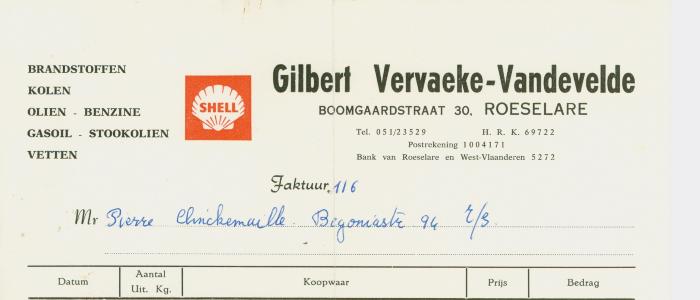 BRANDSTOFFEN
KOLEN
OLIEN - BENZINE
GASOIL - STOOKOLIEN
VETTEN
SHELL
Gilbert Vervaeke-Vandevelde
BOOMGAARDSTRAAT 30, ROESELARE
Tel. 051/23529 H. R. K. 69722
Postrekening 1004171
Bank van Roeselare en West-Vlaanderen 5272
Faktuur 116
Mr Pierre Clinckemaille. Begoniastr 94 R/S.
Datum
Aantal
Uit. Kg.
Koopwaar
Prijs
Bedrag